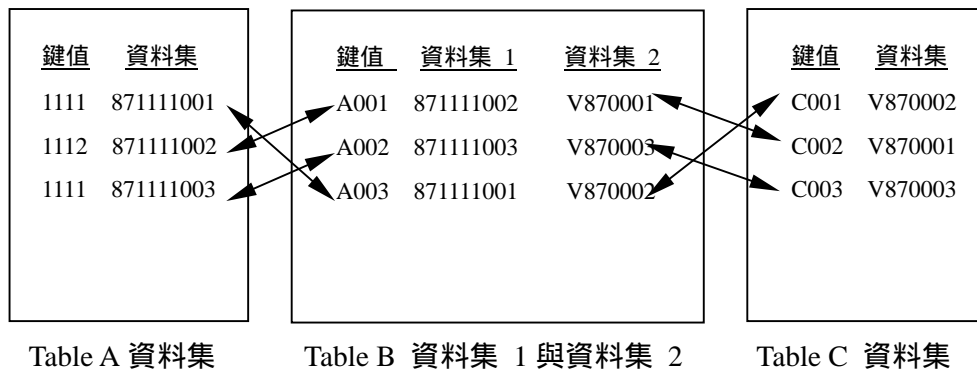 鍵值 資料集
1111 871111001
1112 871111002
1111 871111003
鍵值 資料集 1 資料集 2
A001 871111002 V870001
A002 871111003 V870003
A003 871111001 V870002
鍵值 資料集
C001 V870002
C002 V870001
C003 V870003
Table A 資料集
Table B 資料集 1 與資料集 2
Table C 資料集